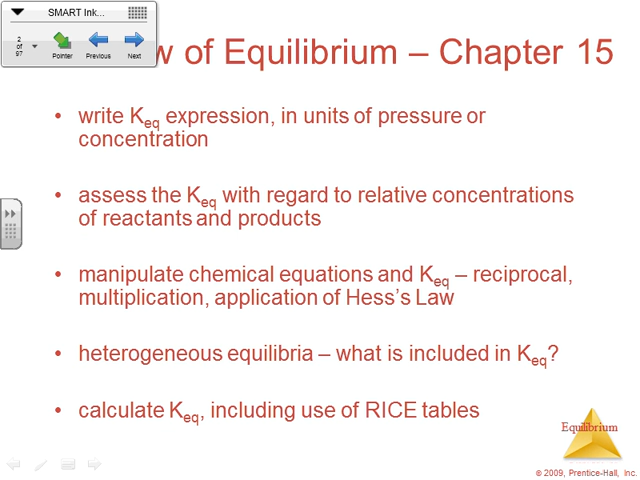 SMART Ink...
2
of
97
Pointer
Previous
Next
of Equilibrium – Chapter 15
• write Keq expression, in units of pressure or
concentration
• assess the Keq with regard to relative concentrations
of reactants and products
• manipulate chemical equations and Keq – reciprocal,
multiplication, application of Hess's Law
• heterogeneous equilibria – what is included in Keq?
• calculate Keq, including use of RICE tables
Equilibrium
© 2009, Prentice-Hall, Inc.